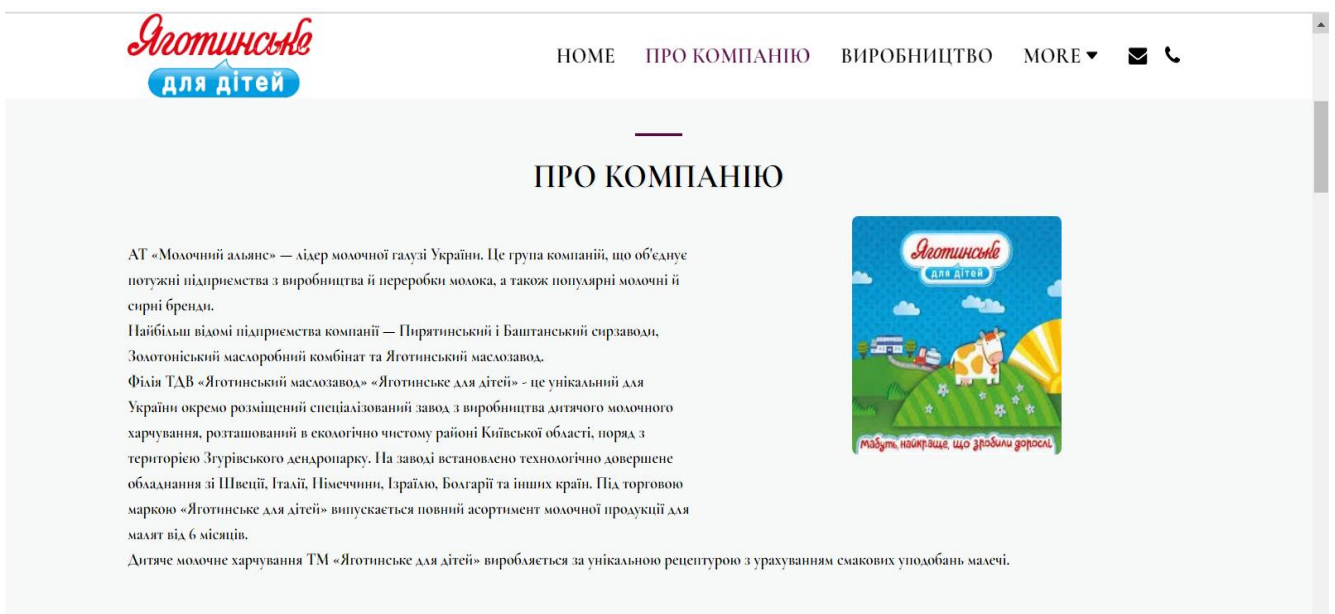 Яготинське
для дітей
HOME ПРО КОМПАНІЮ ВИРОБНИЦТВО MORE
ПРО КОМПАНІЮ
АТ «Молочний альянс» — лідер молочної галузі України. Це група компаній, що об'єднує
потужні підприємства з виробництва й переробки молока, а також популярні молочні й
сирні бренди.
Найбільш відомі підприємства компанії — Пирятинський і Баштанський сирзаводи,
Золотоніський маслоробний комбінат та Яготинський маслозавод.
Філія ТДВ «Яготинський маслозавод» «Яготинське для дітей» - це унікальний для
України окремо розміщений спеціалізований завод з виробництва дитячого молочного
харчування, розташований в екологічно чистому районі Київської області, поряд з
територією Згурівського дендропарку. На заводі встановлено технологічно довершене
обладнання зі Швеції, Італії, Німеччини, Ізраїлю, Болгарії та інших країн. Під торговою
маркою «Яготинське для дітей» випускається повний асортимент молочної продукції для
малят від 6 місяців.
Дитяче молочне харчування ТМ «Яготинське для дітей» виробляється за унікальною рецептурою з урахуванням смакових уподобань малечі.
Яготинське
для дітей
Мабуть, найкраще, що зробили дорослі